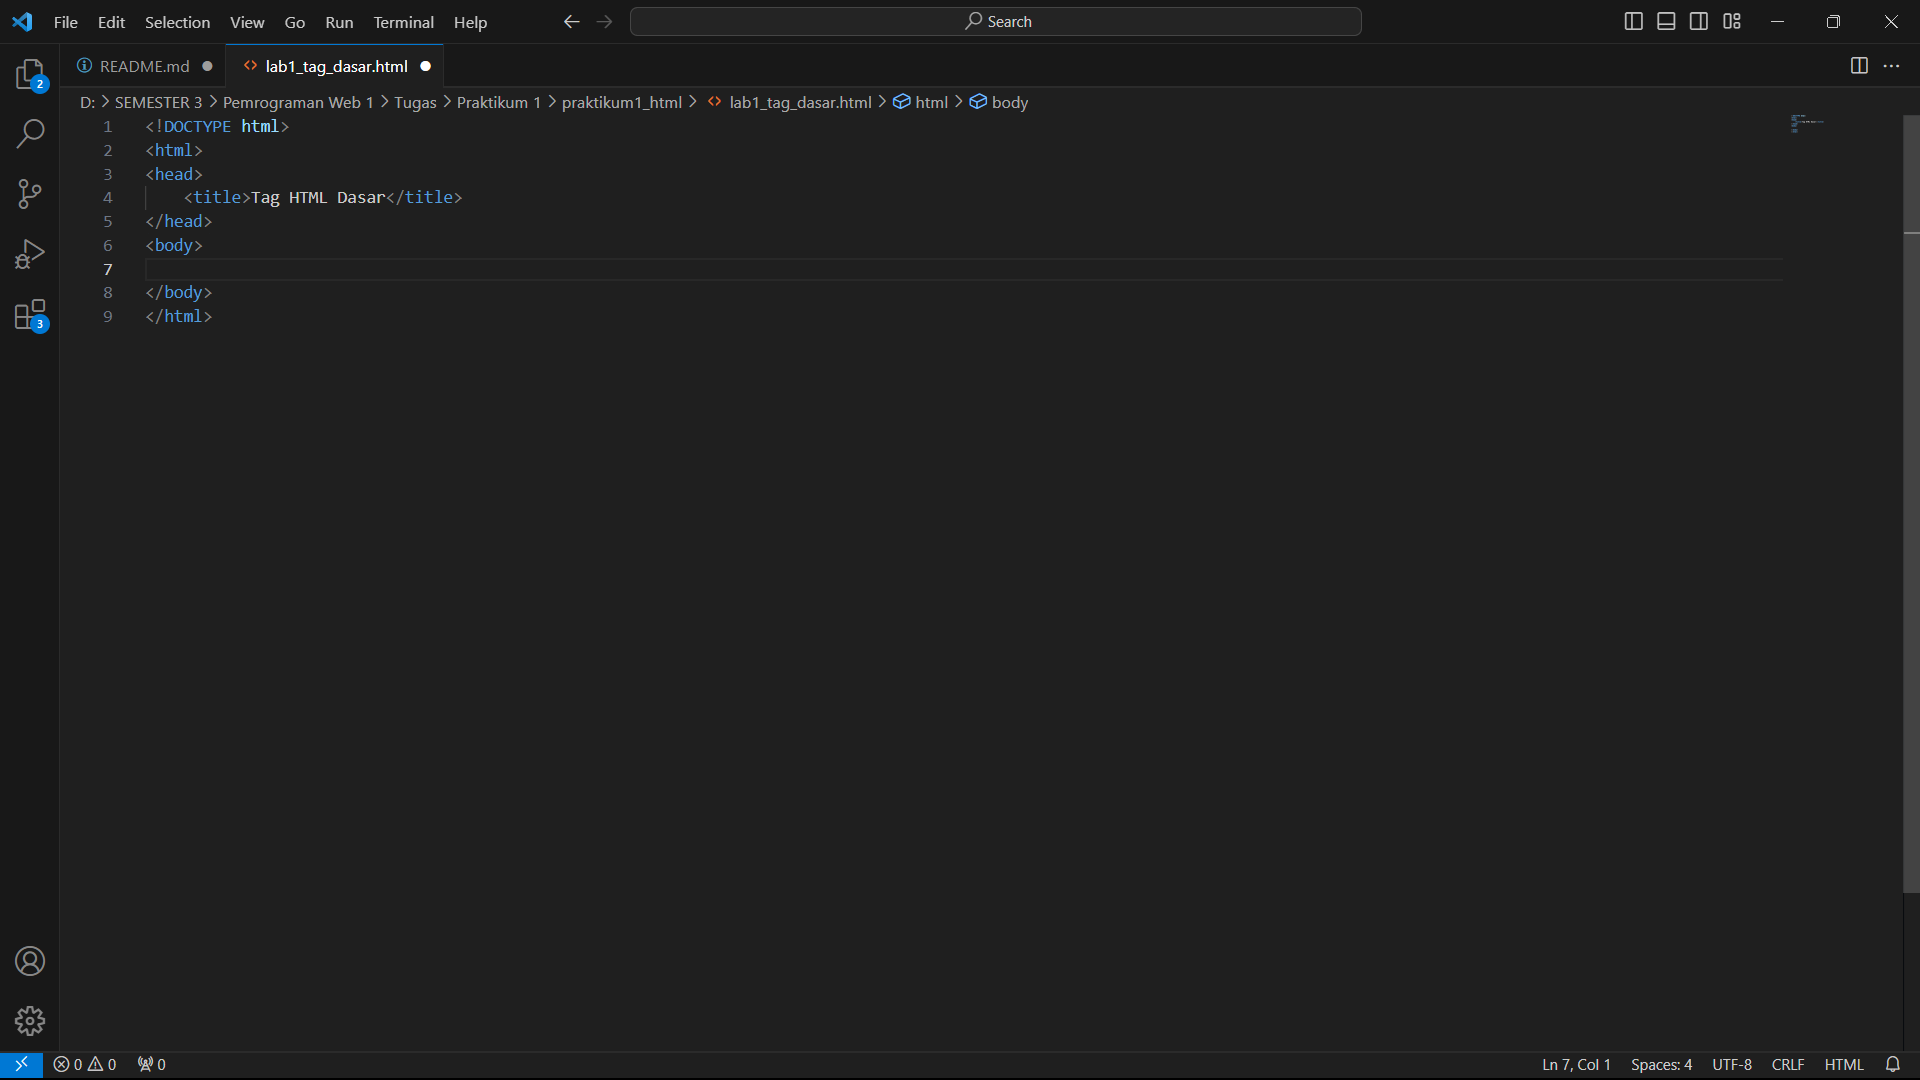 File Edit Selection View Go Run Terminal Help Search
README.md lab1_tag_dasar.html
D: > SEMESTER 3 > Pemrograman Web 1 > Tugas > Praktikum 1 > praktikum1_html > lab1_tag_dasar.html > html > body
1 <!DOCTYPE html>
2 <html>
3 <head>
4     <title>Tag HTML Dasar</title>
5 </head>
6 <body>
7
8 </body>
9 </html>
2
3
0 0 0 Ln 7, Col 1 Spaces: 4 UTF-8 CRLF HTML